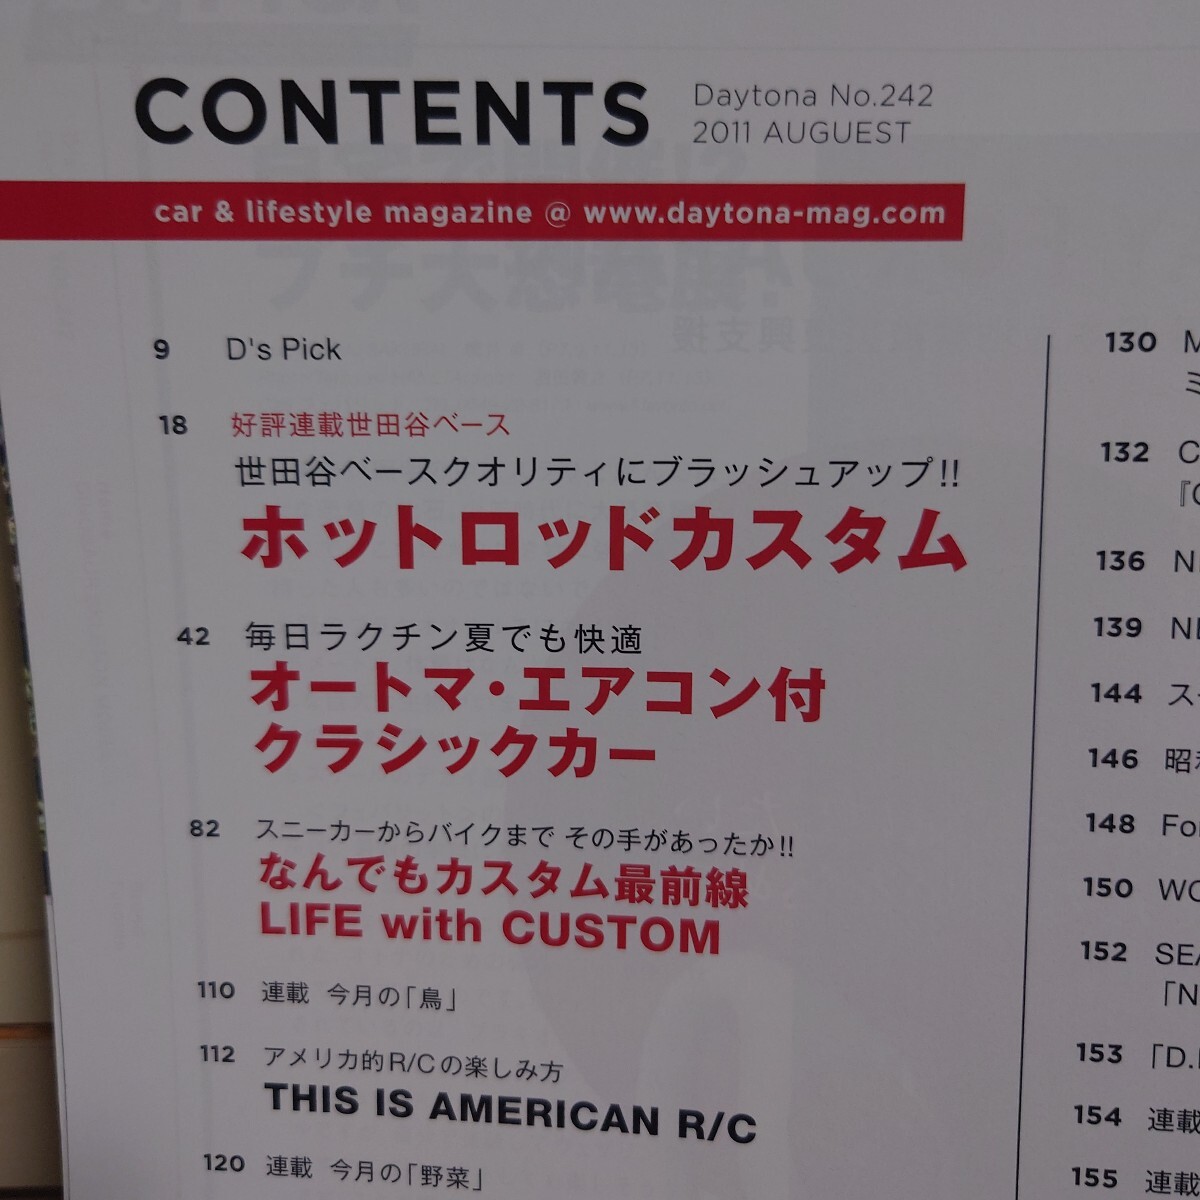 CONTENTS
Daytona No.242
2011 AUGUEST
car & lifestyle magazine @ www.daytona-mag.com
9 D's Pick
18 好評連載世田谷ベース
世田谷ベースクオリティにブラッシュアップ!!
ホットロッドカスタム
42 毎日ラクチン夏でも快適
オートマ・エアコン付
クラシックカー
82 スニーカーからバイクまで その手があったか!!
なんでもカスタム最前線
LIFE with CUSTOM
110 連載 今月の「鳥」
112 アメリカ的R/Cの楽しみ方
THIS IS AMERICAN R/C
120 連載 今月の「野菜」
130
132
136
139
144
146
148
150
152
153
154 連載
155 連載